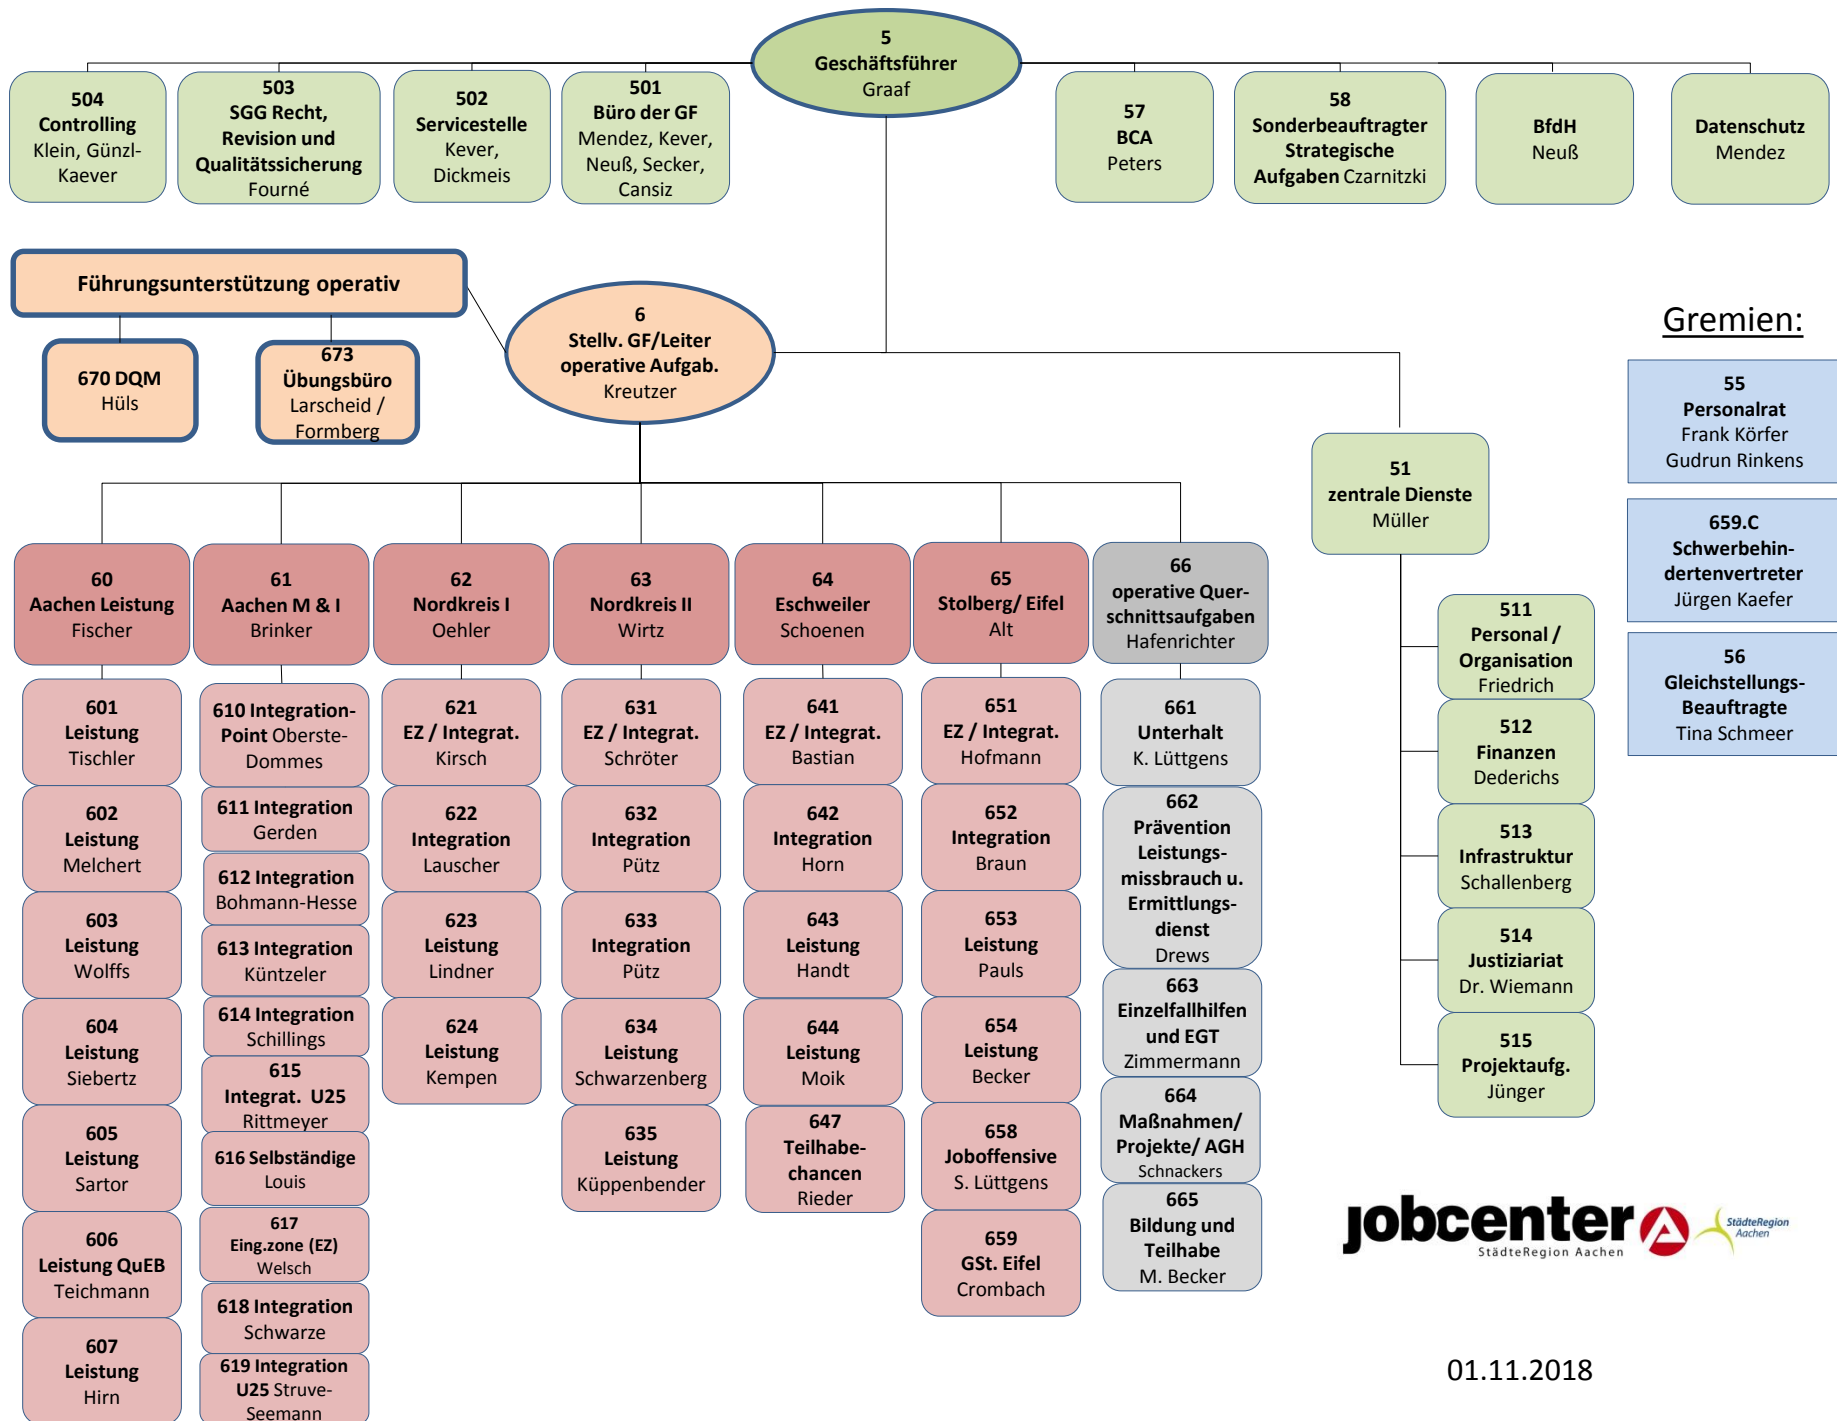 5
Geschäftsführer
Graaf
504
Controlling
Klein, Günzl-
Kaever
503
SGG Recht,
Revision und
Qualitätssicherung
Fourné
502
Servicestelle
Kever,
Dickmeis
501
Büro der GF
Mendez, Kever,
Neuß, Secker,
Cansiz
57
BCA
Peters
58
Sonderbeauftragter
Strategische
Aufgaben Czarnitzki
BfdH
Neuß
Datenschutz
Mendez
Führungsunterstützung operativ
670 DQM
Hüls
673
Übungsbüro
Larscheid /
Formberg
6
Stellv. GF/Leiter
operative Aufgab.
Kreutzer
Gremien:
55
Personalrat
Frank Körfer
Gudrun Rinkens
659.C
Schwerbehin-
dertenvertreter
Jürgen Kaefer
56
Gleichstellungs-
Beauftragte
Tina Schmeer
51
zentrale Dienste
Müller
511
Personal /
Organisation
Friedrich
512
Finanzen
Dederichs
513
Infrastruktur
Schallenberg
514
Justiziariat
Dr. Wiemann
515
Projektaufg.
Jünger
60
Aachen Leistung
Fischer
601
Leistung
Tischler
602
Leistung
Melchert
603
Leistung
Wolffs
604
Leistung
Siebertz
605
Leistung
Sartor
606
Leistung QuEB
Teichmann
607
Leistung
Hirn
61
Aachen M & I
Brinker
610 Integration-
Point Oberste-
Dommes
611 Integration
Gerden
612 Integration
Bohmann-Hesse
613 Integration
Küntzeler
614 Integration
Schillings
615
Integrat. U25
Rittmeyer
616 Selbständige
Louis
617
Eing.zone (EZ)
Welsch
618 Integration
Schwarze
619 Integration
U25 Struve-
Seemann
62
Nordkreis I
Oehler
621
EZ / Integrat.
Kirsch
622
Integration
Lauscher
623
Leistung
Lindner
624
Leistung
Kempen
63
Nordkreis II
Wirtz
631
EZ / Integrat.
Schröter
632
Integration
Pütz
633
Integration
Pütz
634
Leistung
Schwarzenberg
635
Leistung
Küppenbender
64
Eschweiler
Schoenen
641
EZ / Integrat.
Bastian
642
Integration
Horn
643
Leistung
Handt
644
Leistung
Moik
647
Teilhabe-
chancen
Rieder
65
Stolberg/ Eifel
Alt
651
EZ / Integrat.
Hofmann
652
Integration
Braun
653
Leistung
Pauls
654
Leistung
Becker
658
Joboffensive
S. Lüttgens
659
GSt. Eifel
Crombach
66
operative Quer-
schnittsaufgaben
Hafenrichter
661
Unterhalt
K. Lüttgens
662
Prävention
Leistungs-
missbrauch u.
Ermittlungs-
dienst
Drews
663
Einzelfallhilfen
und EGT
Zimmermann
664
Maßnahmen/
Projekte/ AGH
Schnackers
665
Bildung und
Teilhabe
M. Becker
jobcenter
StädteRegion Aachen
StädteRegion
Aachen
01.11.2018